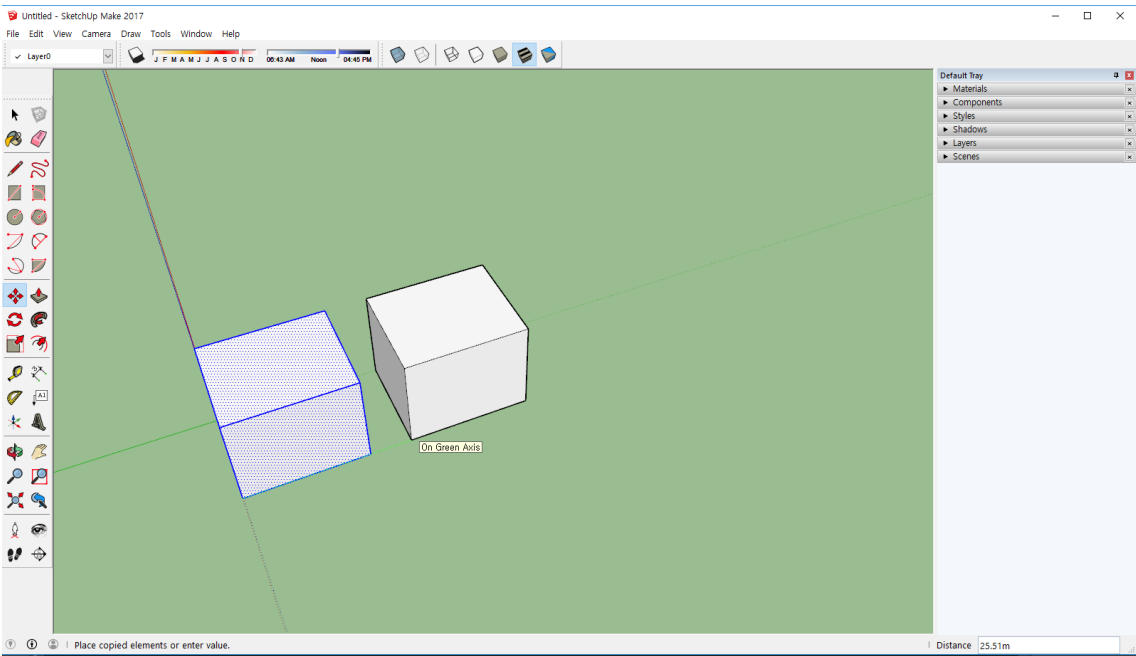 Untitled - SketchUp Make 2017
File Edit View Camera Draw Tools Window Help
Layer0
J F M A M J J A S O N D 06:43 AM Noon 04:45 PM
Default Tray
Materials
Components
Styles
Shadows
Layers
Scenes
A1
On Green Axis
Place copied elements or enter value.
Distance 25.51m